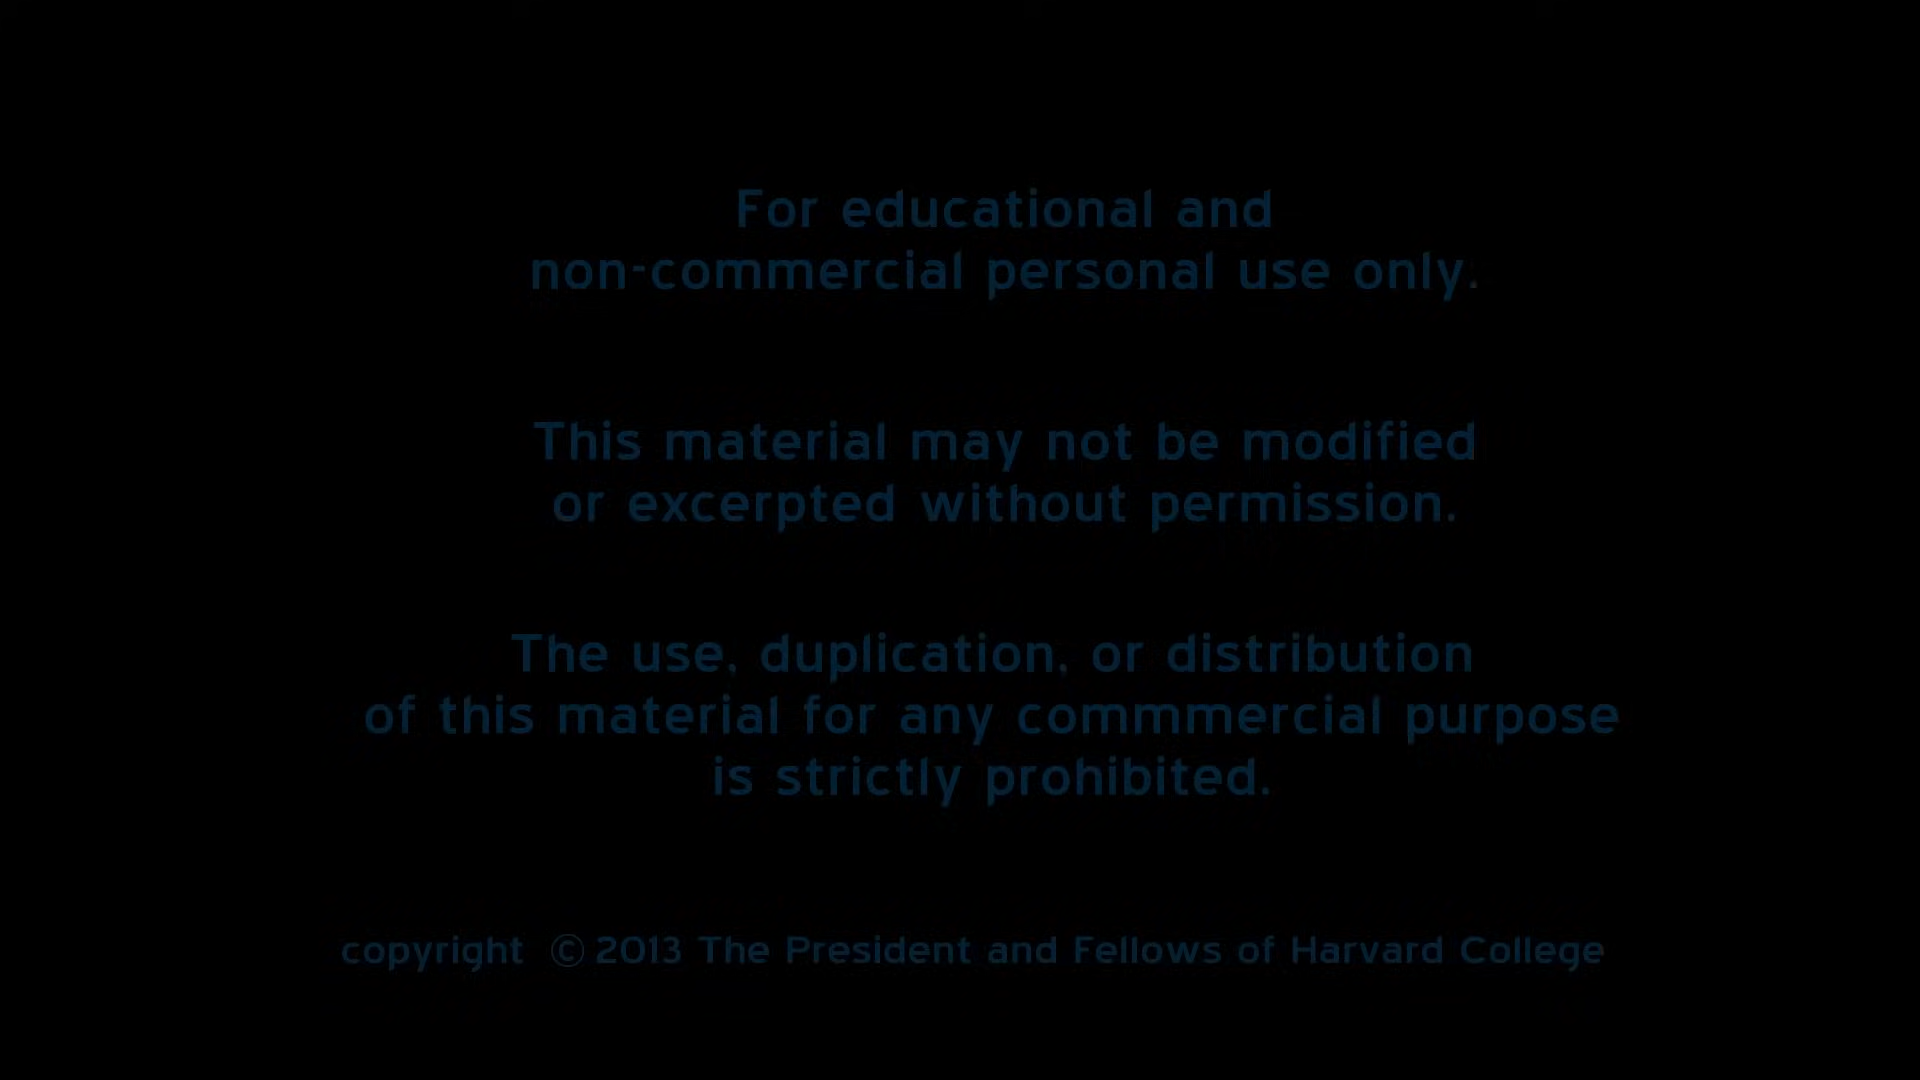 For educational and
non-commercial personal use only.
This material may not be modified
or excerpted without permission.
The use, duplication, or distribution
of this material for any commmercial purpose
is strictly prohibited.
copyright © 2013 The President and Fellows of Harvard College